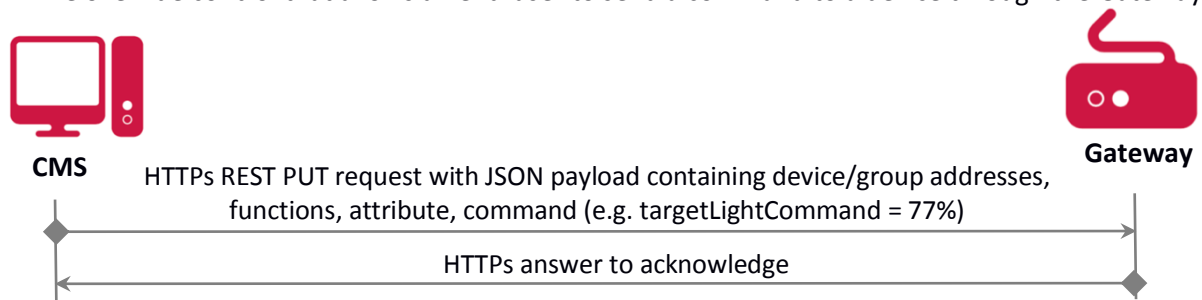 CMS
Gateway
HTTPs REST PUT request with JSON payload containing device/group addresses,
functions, attribute, command (e.g. targetLightCommand = 77%)
HTTPs answer to acknowledge